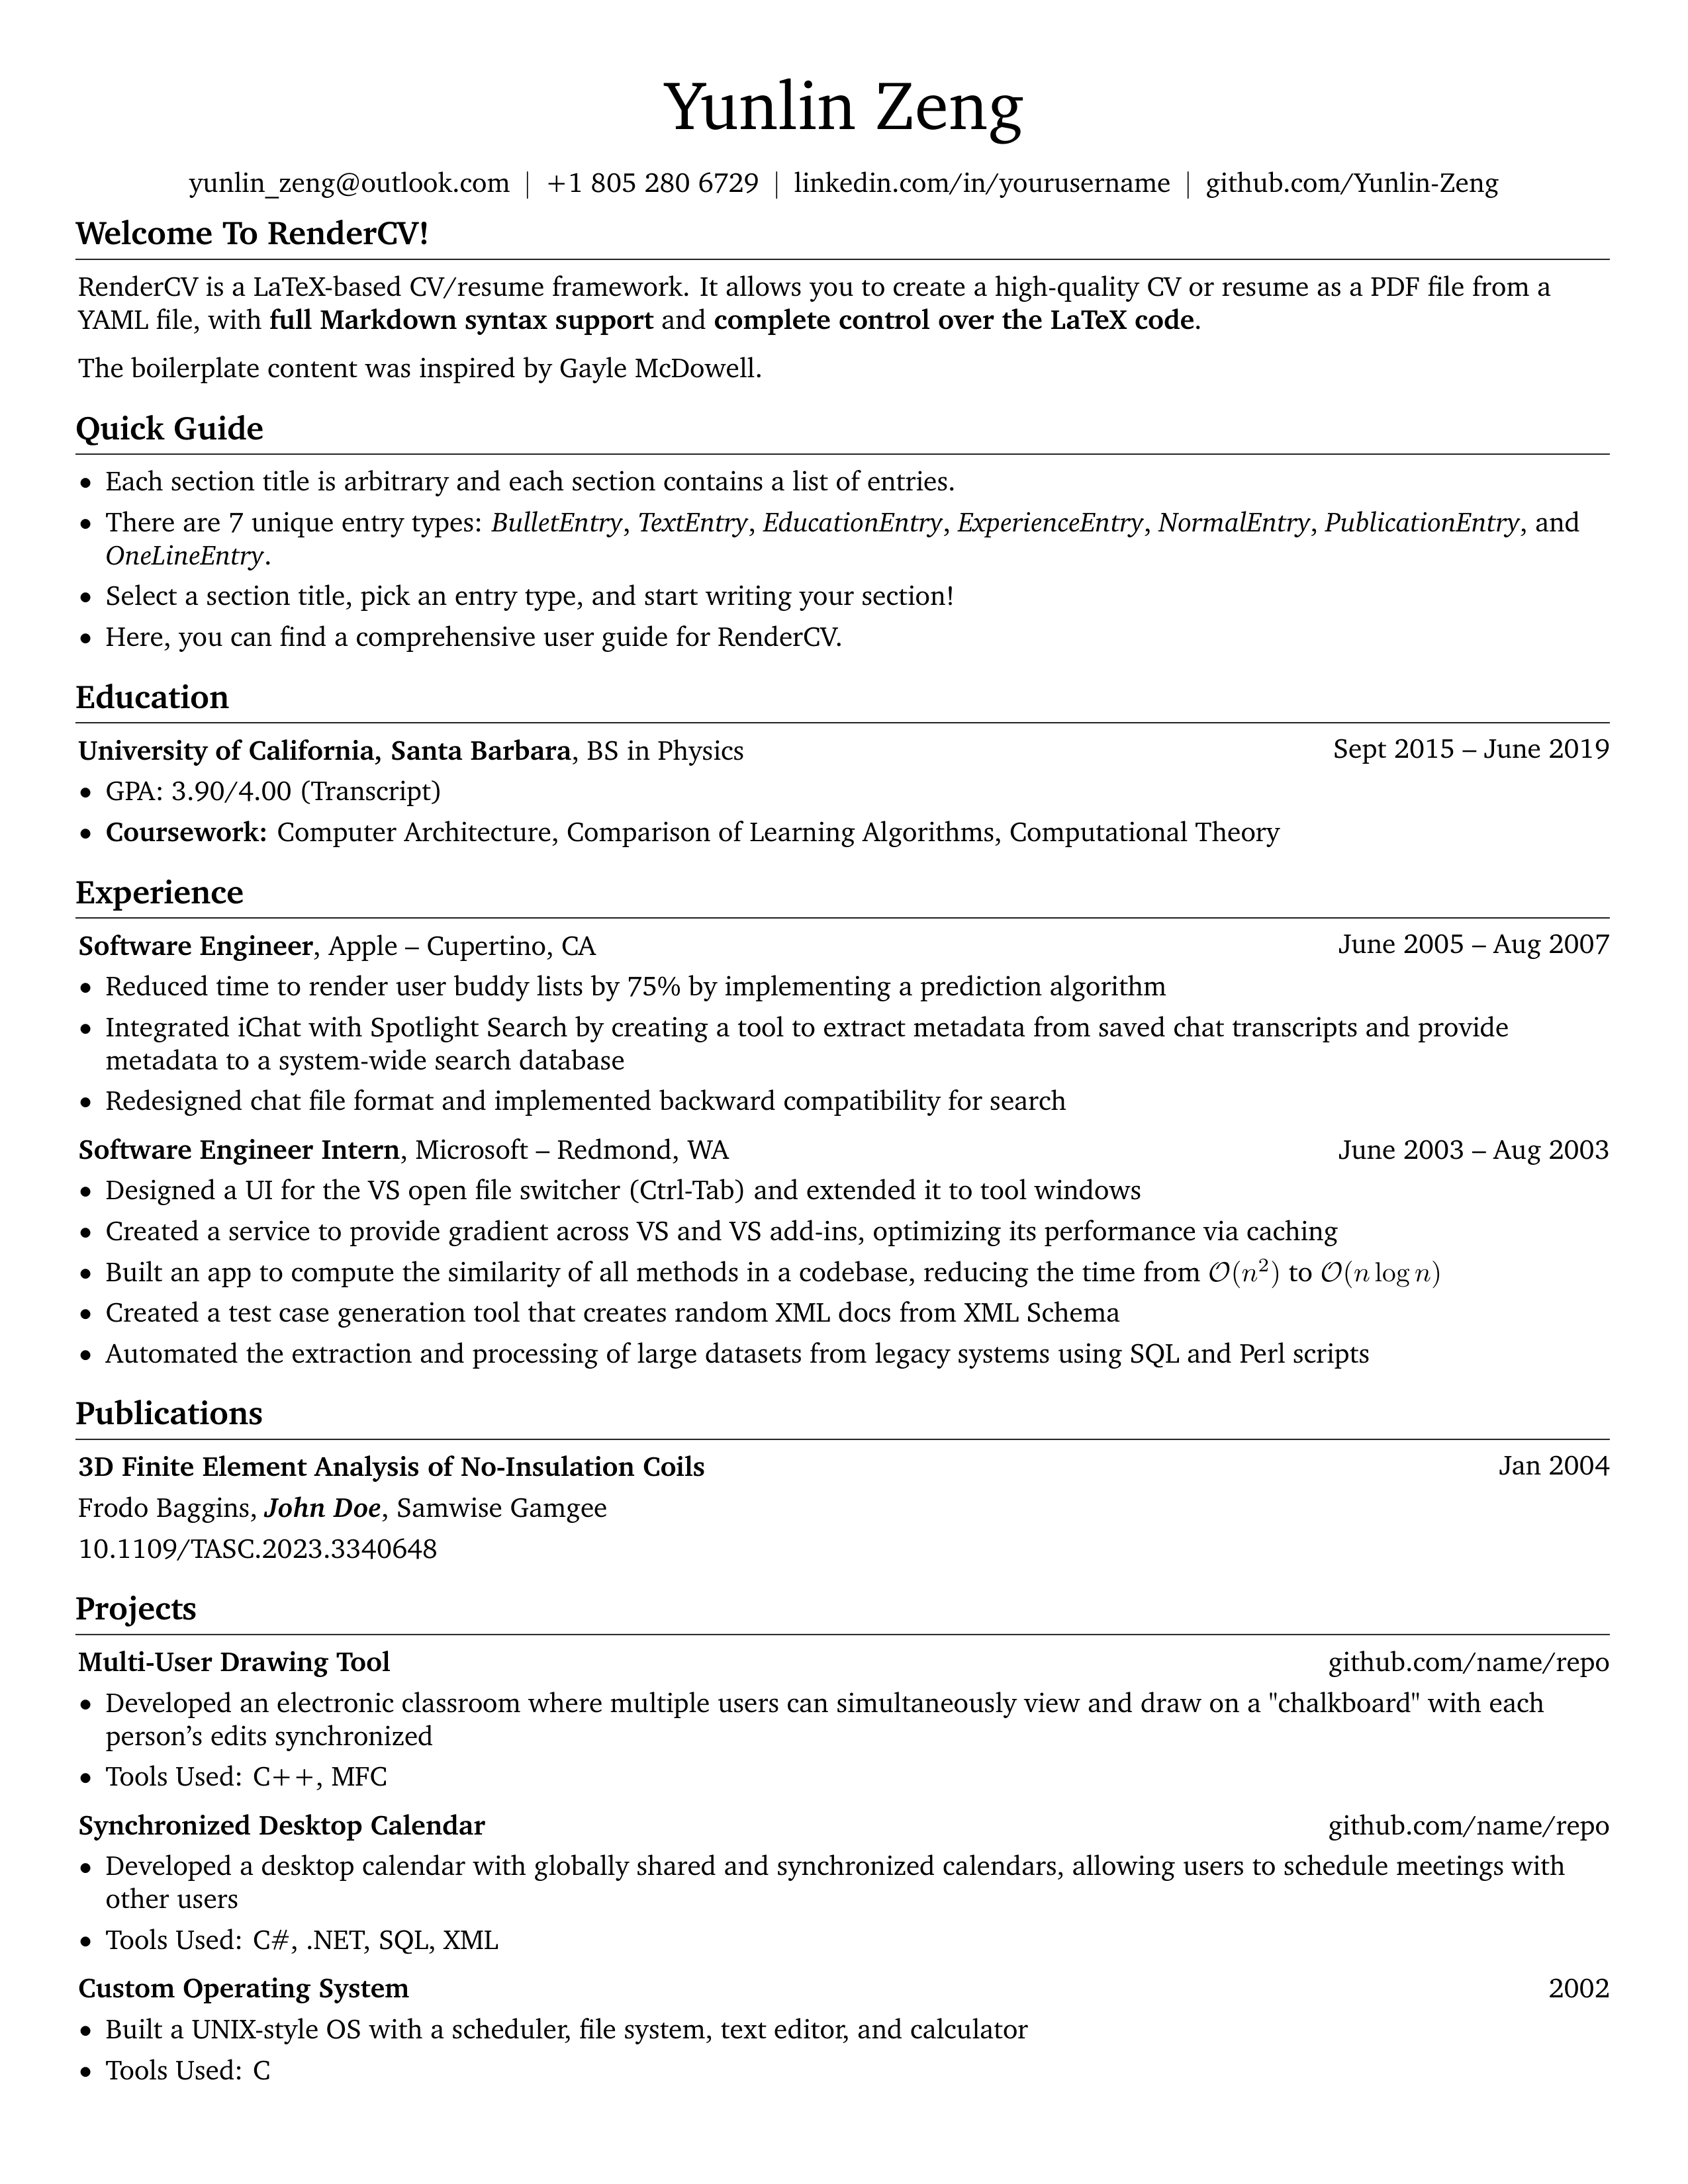 Yunlin Zeng
yunlin_zeng@outlook.com | +1 805 280 6729 | linkedin.com/in/yourusername | github.com/Yunlin-Zeng
Welcome To RenderCV!
RenderCV is a LaTeX-based CV/resume framework. It allows you to create a high-quality CV or resume as a PDF file from a
YAML file, with full Markdown syntax support and complete control over the LaTeX code.
The boilerplate content was inspired by Gayle McDowell.
Quick Guide
• Each section title is arbitrary and each section contains a list of entries.
• There are 7 unique entry types: BulletEntry, TextEntry, EducationEntry, ExperienceEntry, NormalEntry, PublicationEntry, and
OneLineEntry.
• Select a section title, pick an entry type, and start writing your section!
• Here, you can find a comprehensive user guide for RenderCV.
Education
University of California, Santa Barbara, BS in Physics Sept 2015 – June 2019
• GPA: 3.90/4.00 (Transcript)
• Coursework: Computer Architecture, Comparison of Learning Algorithms, Computational Theory
Experience
Software Engineer, Apple – Cupertino, CA June 2005 – Aug 2007
• Reduced time to render user buddy lists by 75% by implementing a prediction algorithm
• Integrated iChat with Spotlight Search by creating a tool to extract metadata from saved chat transcripts and provide
metadata to a system-wide search database
• Redesigned chat file format and implemented backward compatibility for search
Software Engineer Intern, Microsoft – Redmond, WA June 2003 – Aug 2003
• Designed a UI for the VS open file switcher (Ctrl-Tab) and extended it to tool windows
• Created a service to provide gradient across VS and VS add-ins, optimizing its performance via caching
• Built an app to compute the similarity of all methods in a codebase, reducing the time from 𝒪(n²) to 𝒪(n log n)
• Created a test case generation tool that creates random XML docs from XML Schema
• Automated the extraction and processing of large datasets from legacy systems using SQL and Perl scripts
Publications
3D Finite Element Analysis of No-Insulation Coils Jan 2004
Frodo Baggins, John Doe, Samwise Gamgee
10.1109/TASC.2023.3340648
Projects
Multi-User Drawing Tool github.com/name/repo
• Developed an electronic classroom where multiple users can simultaneously view and draw on a "chalkboard" with each
person’s edits synchronized
• Tools Used: C++, MFC
Synchronized Desktop Calendar github.com/name/repo
• Developed a desktop calendar with globally shared and synchronized calendars, allowing users to schedule meetings with
other users
• Tools Used: C#, .NET, SQL, XML
Custom Operating System 2002
• Built a UNIX-style OS with a scheduler, file system, text editor, and calculator
• Tools Used: C